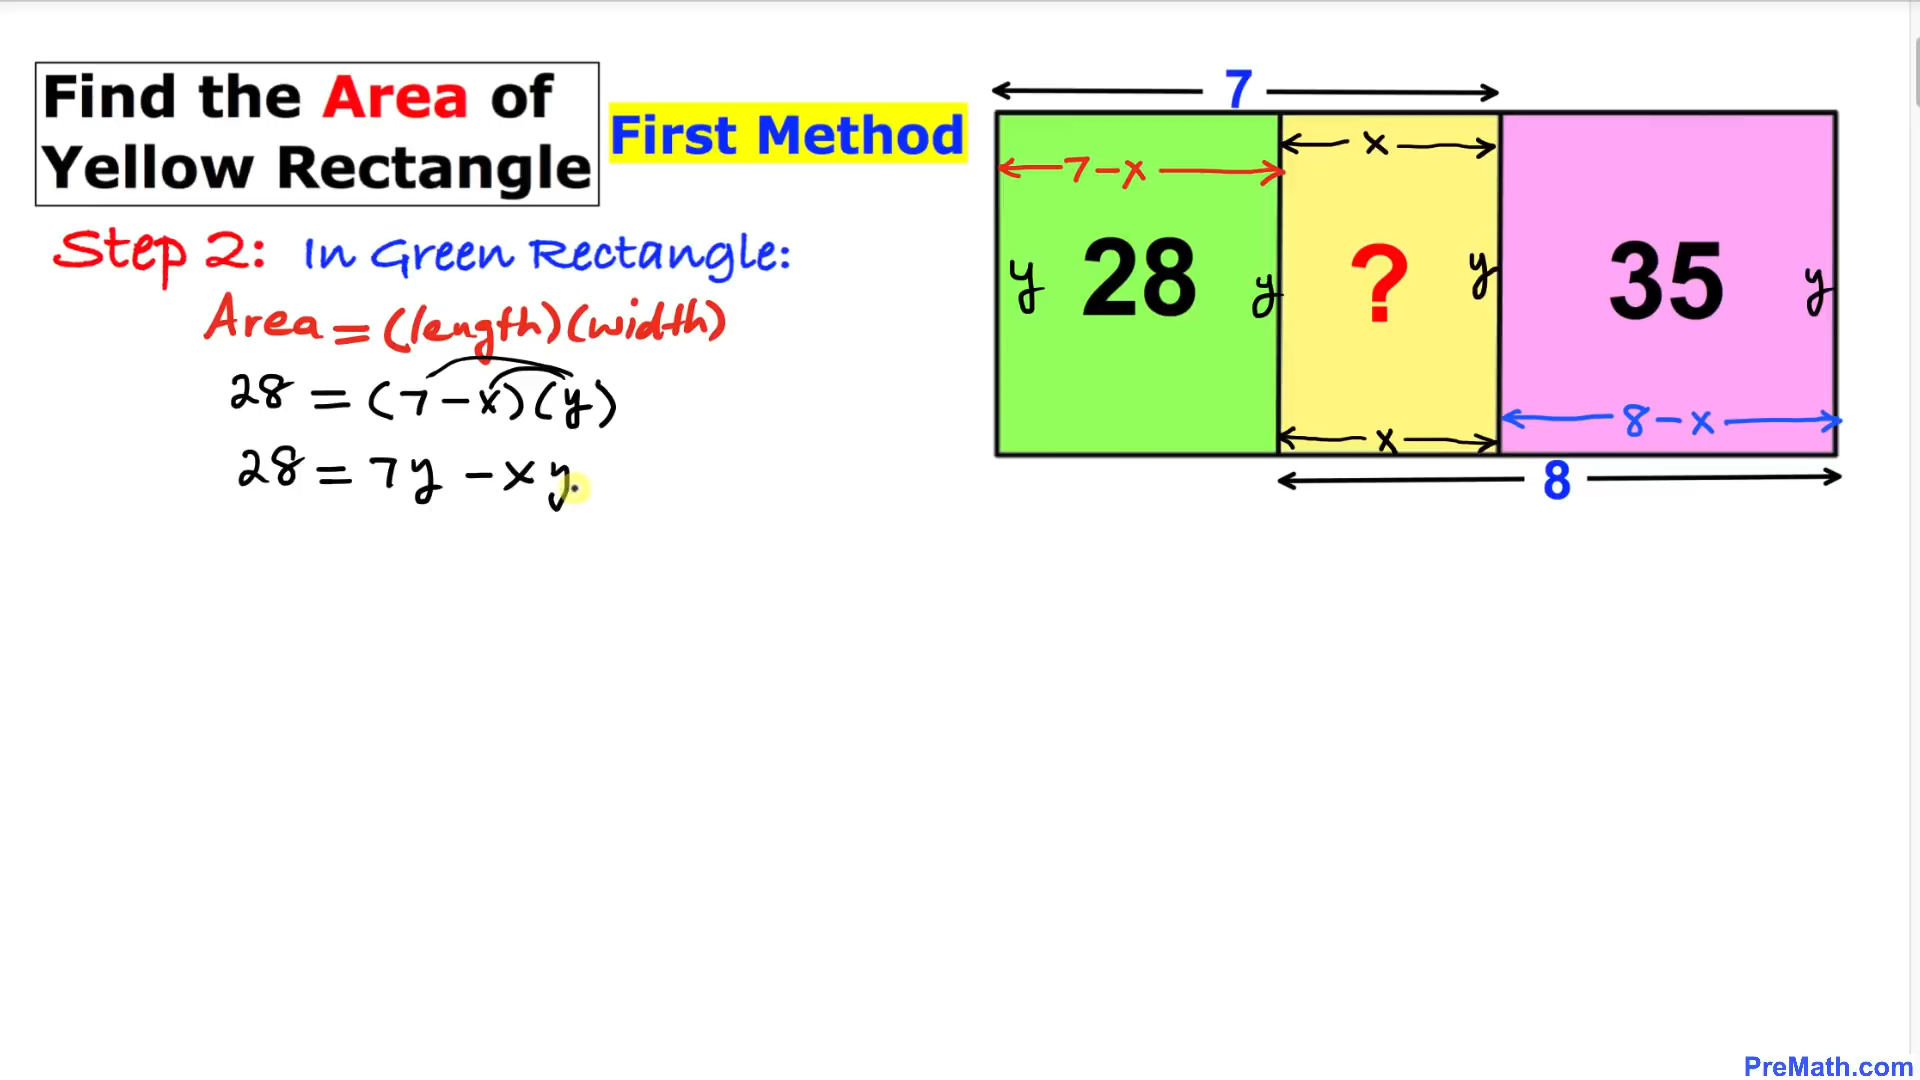 Find the Area of
Yellow Rectangle
First Method
Step 2: In Green Rectangle:
Area = (length)(width)
28 = (7 - x)(y)
28 = 7y - xy
7
x
7-x
y 28 y ? y 35 y
8-x
x
8
PreMath.com